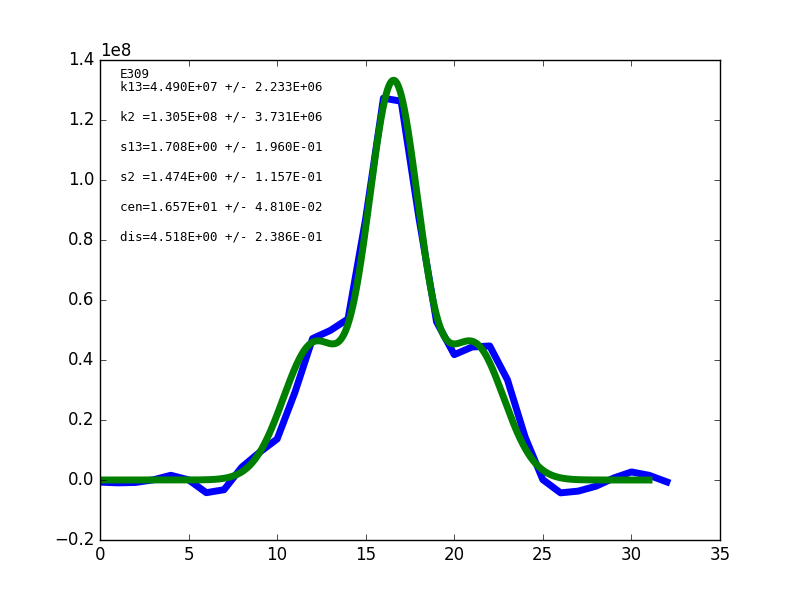 1e8
1.4
1.2
1.0
0.8
0.6
0.4
0.2
0.0
−0.2
E309
k13=4.490E+07 +/- 2.233E+06
k2 =1.305E+08 +/- 3.731E+06
s13=1.708E+00 +/- 1.960E-01
s2 =1.474E+00 +/- 1.157E-01
cen=1.657E+01 +/- 4.810E-02
dis=4.518E+00 +/- 2.386E-01
0 5 10 15 20 25 30 35